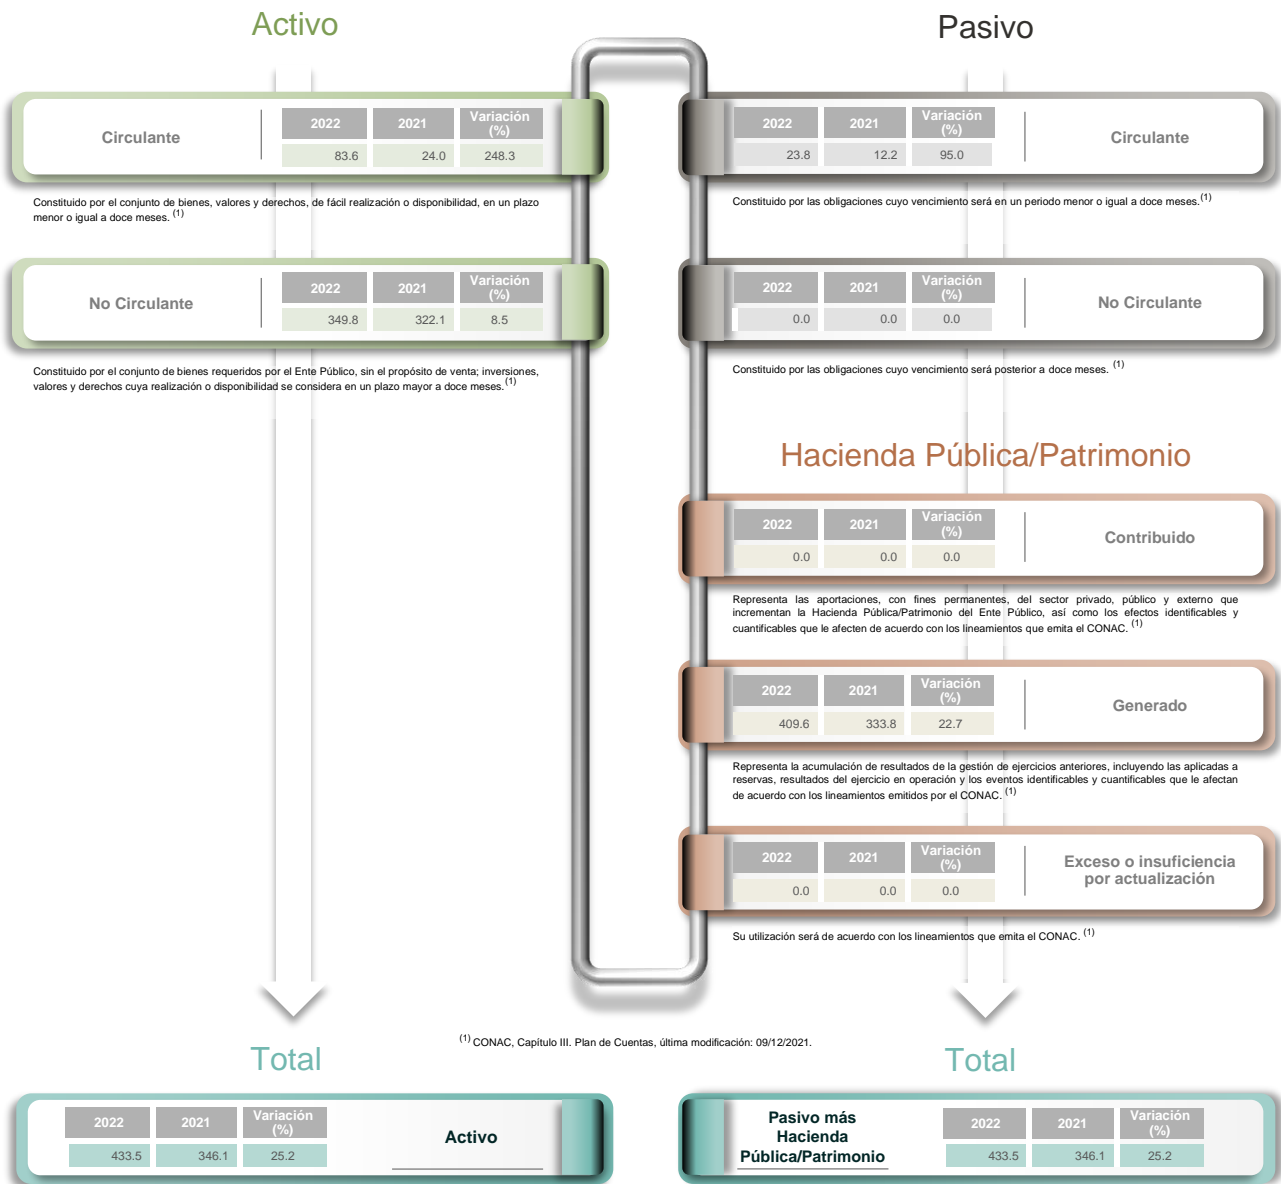 Activo
Circulante
2022 2021 Variación (%)
83.6 24.0 248.3
Constituido por el conjunto de bienes, valores y derechos, de fácil realización o disponibilidad, en un plazo
menor o igual a doce meses. (1)
No Circulante
2022 2021 Variación (%)
349.8 322.1 8.5
Constituido por el conjunto de bienes requeridos por el Ente Público, sin el propósito de venta; inversiones,
valores y derechos cuya realización o disponibilidad se considera en un plazo mayor a doce meses. (1)
Pasivo
2022 2021 Variación (%)
23.8 12.2 95.0
Circulante
Constituido por las obligaciones cuyo vencimiento será en un periodo menor o igual a doce meses. (1)
2022 2021 Variación (%)
0.0 0.0 0.0
No Circulante
Constituido por las obligaciones cuyo vencimiento será posterior a doce meses. (1)
Hacienda Pública/Patrimonio
2022 2021 Variación (%)
0.0 0.0 0.0
Contribuido
Representa las aportaciones, con fines permanentes, del sector privado, público y externo que
incrementan la Hacienda Pública/Patrimonio del Ente Público, así como los efectos identificables y
cuantificables que le afecten de acuerdo con los lineamientos que emita el CONAC. (1)
2022 2021 Variación (%)
409.6 333.8 22.7
Generado
Representa la acumulación de resultados de la gestión de ejercicios anteriores, incluyendo las aplicadas a
reservas, resultados del ejercicio en operación y los eventos identificables y cuantificables que le afectan
de acuerdo con los lineamientos emitidos por el CONAC. (1)
2022 2021 Variación (%)
0.0 0.0 0.0
Exceso o insuficiencia
por actualización
Su utilización será de acuerdo con los lineamientos que emita el CONAC. (1)
(1) CONAC, Capítulo III. Plan de Cuentas, última modificación: 09/12/2021.
Total
2022 2021 Variación (%)
433.5 346.1 25.2
Activo
Total
Pasivo más
Hacienda
Pública/Patrimonio
2022 2021 Variación (%)
433.5 346.1 25.2